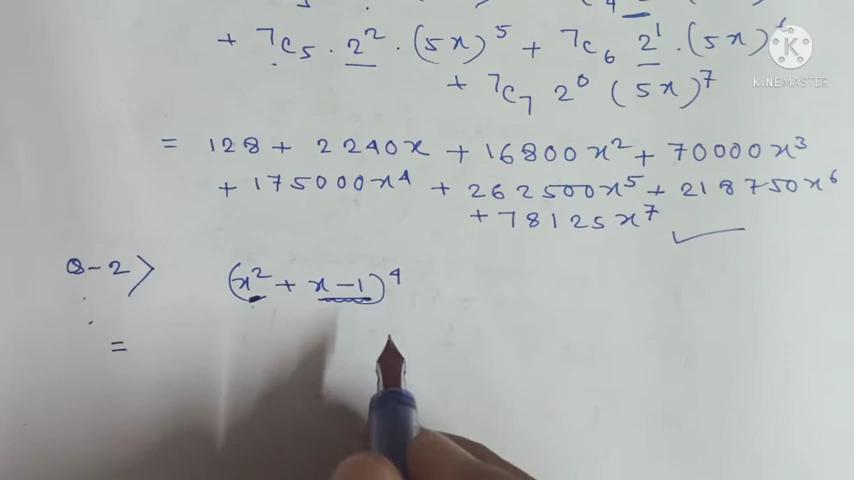 + ⁷C₅ . 2² . (5x)⁵ + ⁷C₆ 2¹ . (5x)⁶
K
KINEMASTER
+ ⁷C₇ 2⁰ (5x)⁷
= 128 + 2240x + 16800x² + 70000x³
+ 175000x⁴ + 262500x⁵ + 218750x⁶
+ 78125x⁷
Q-2> (x² + x-1)⁴
=